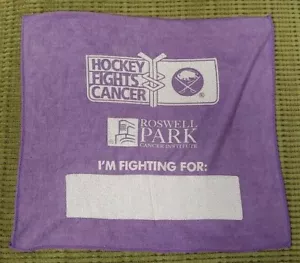 HOCKEY
FIGHTS
CANCER
®
ROSWELL
PARK
CANCER INSTITUTE
I'M FIGHTING FOR: